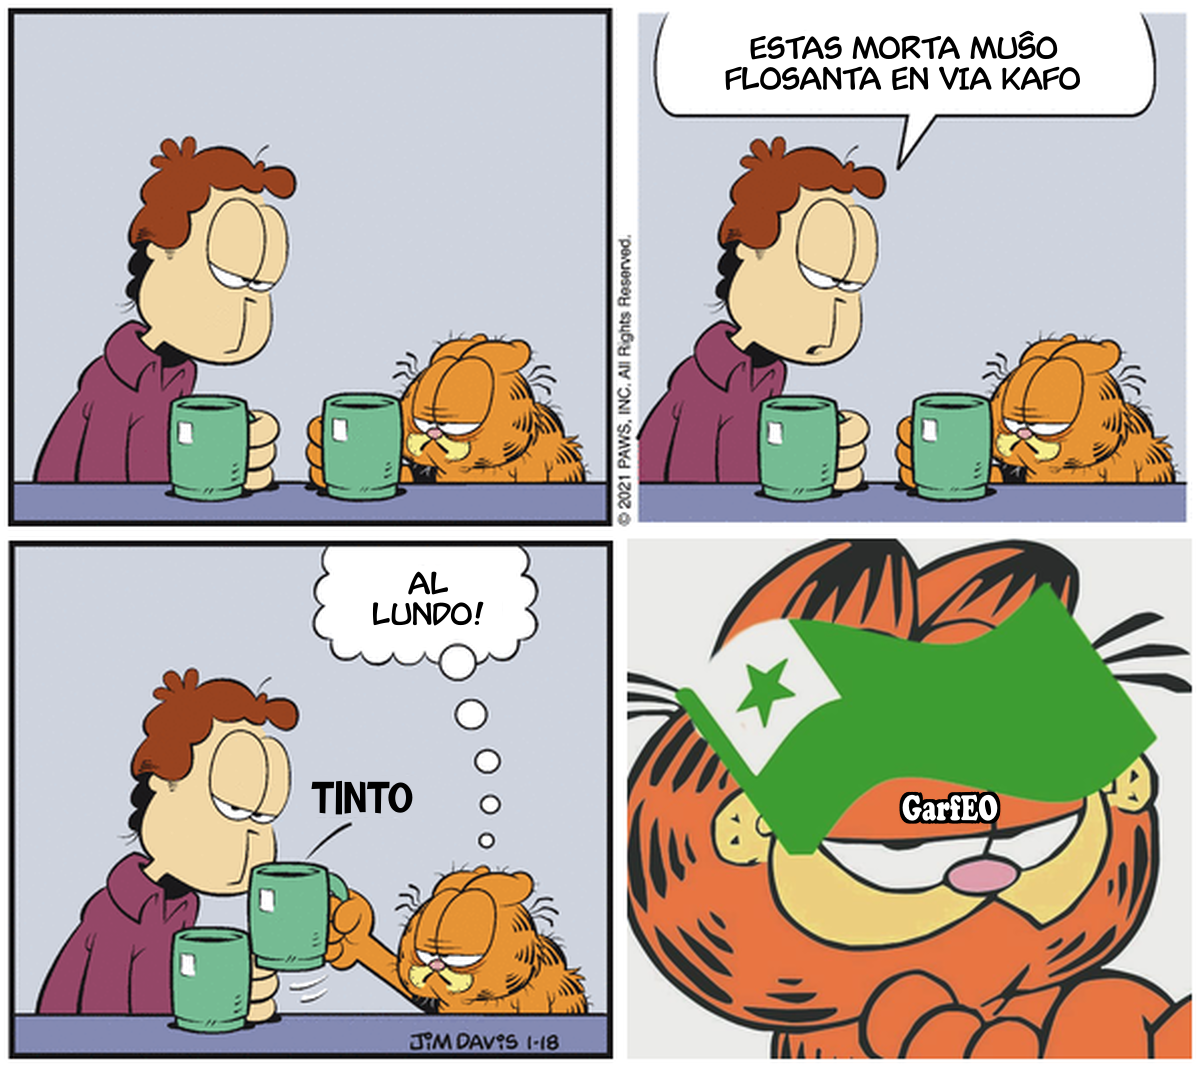 ESTAS MORTA MUŜO
FLOSANTA EN VIA KAFO
© 2021 PAWS, INC. All Rights Reserved.
AL
LUNDO!
TINTO
JIM DAVIS 1-18
GarfEO